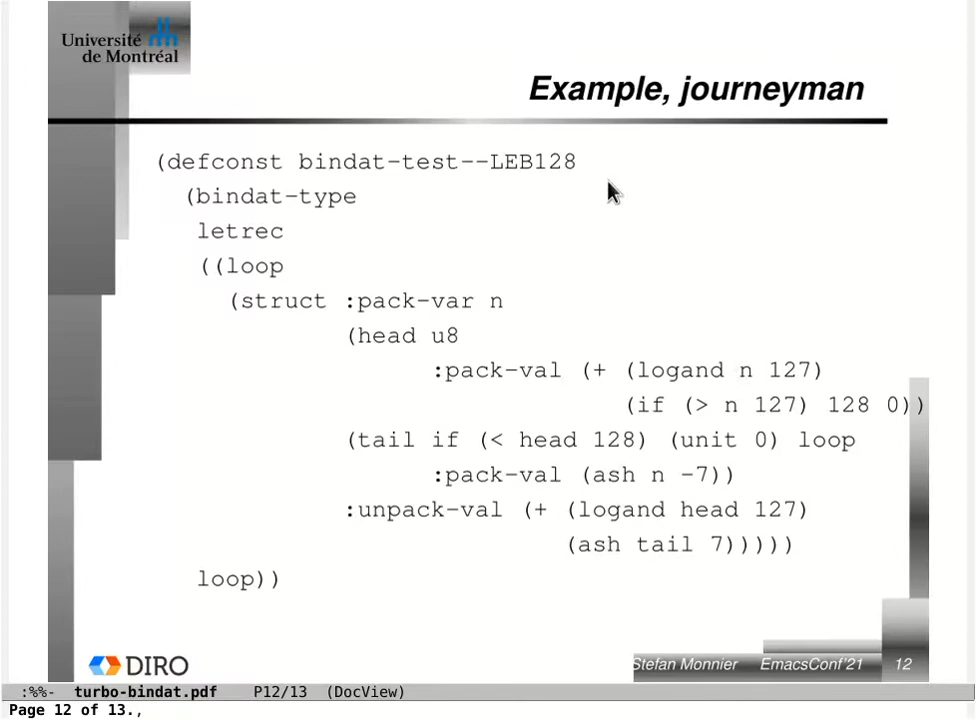 Université
de Montréal
Example, journeyman
(defconst bindat-test--LEB128
(bindat-type
letrec
((loop
(struct :pack-var n
(head u8
:pack-val (+ (logand n 127)
(if (> n 127) 128 0))
(tail if (< head 128) (unit 0) loop
:pack-val (ash n -7))
:unpack-val (+ (logand head 127)
(ash tail 7)))))
loop))
DIRO
Stefan Monnier EmacsConf'21 12
:%%- turbo-bindat.pdf P12/13 (DocView)
Page 12 of 13.,